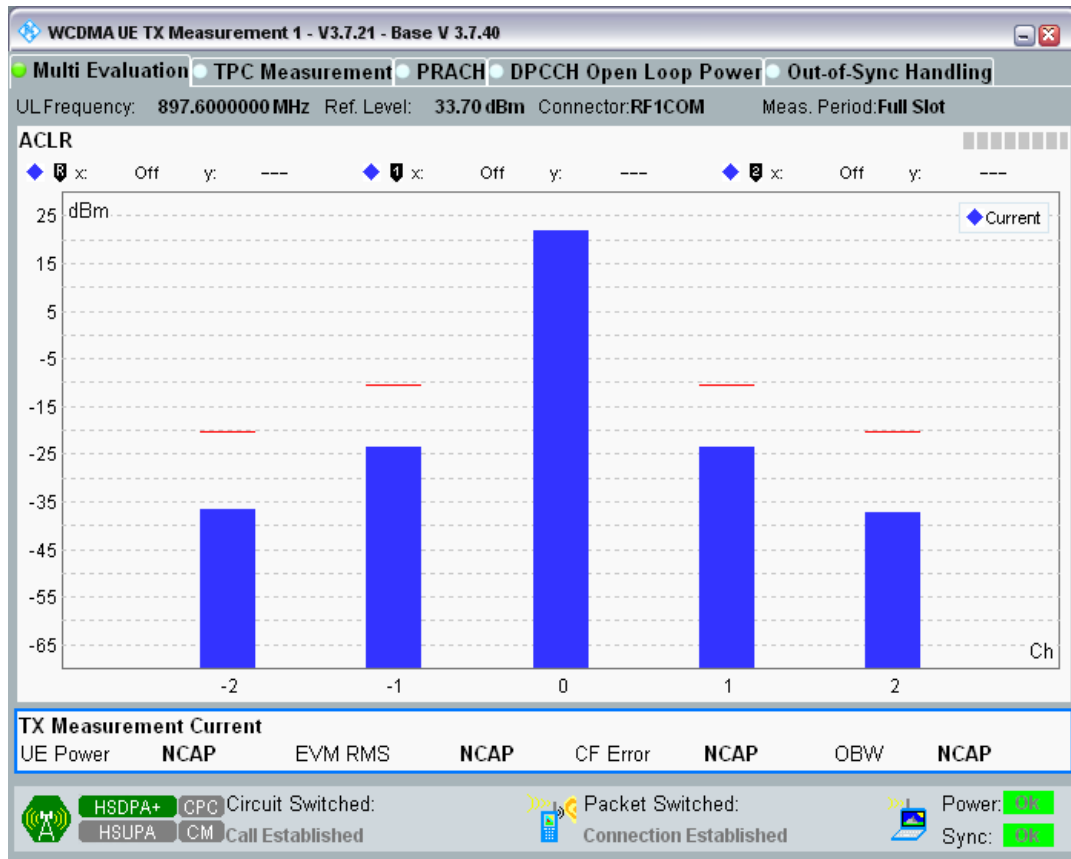 WCDMA UE TX Measurement 1 - V3.7.21 - Base V 3.7.40
Multi Evaluation TPC Measurement PRACH DPCCH Open Loop Power Out-of-Sync Handling
UL Frequency: 897.6000000 MHz Ref. Level: 33.70 dBm Connector:RF1COM Meas. Period:Full Slot
ACLR
R x: Off y: --- 1 x: Off y: --- 2 x: Off y: ---
25 dBm Current
15
5
-5
-15
-25
-35
-45
-55
-65 Ch
-2 -1 0 1 2
TX Measurement Current
UE Power NCAP EVM RMS NCAP CF Error NCAP OBW NCAP
HSDPA+ CPC Circuit Switched: Packet Switched: Power: Ok
HSUPA CM Call Established Connection Established Sync: Ok